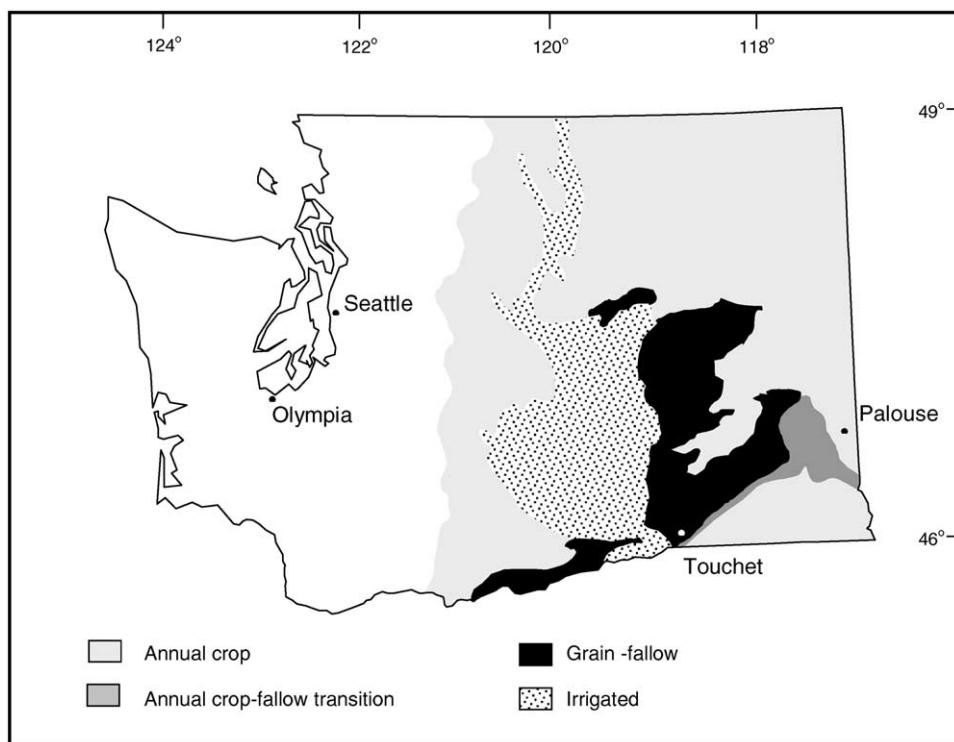 124° 122° 120° 118°
49°
Seattle
Olympia
Palouse
46°
Touchet
Annual crop Grain -fallow
Annual crop-fallow transition Irrigated